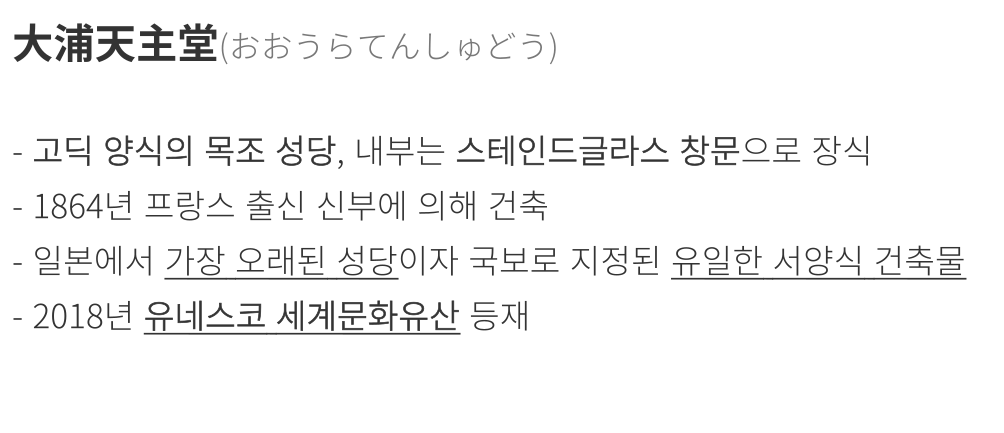 大浦天主堂(おおうらてんしゅどう)
- 고딕 양식의 목조 성당, 내부는 스테인드글라스 창문으로 장식
- 1864년 프랑스 출신 신부에 의해 건축
- 일본에서 가장 오래된 성당이자 국보로 지정된 유일한 서양식 건축물
- 2018년 유네스코 세계문화유산 등재